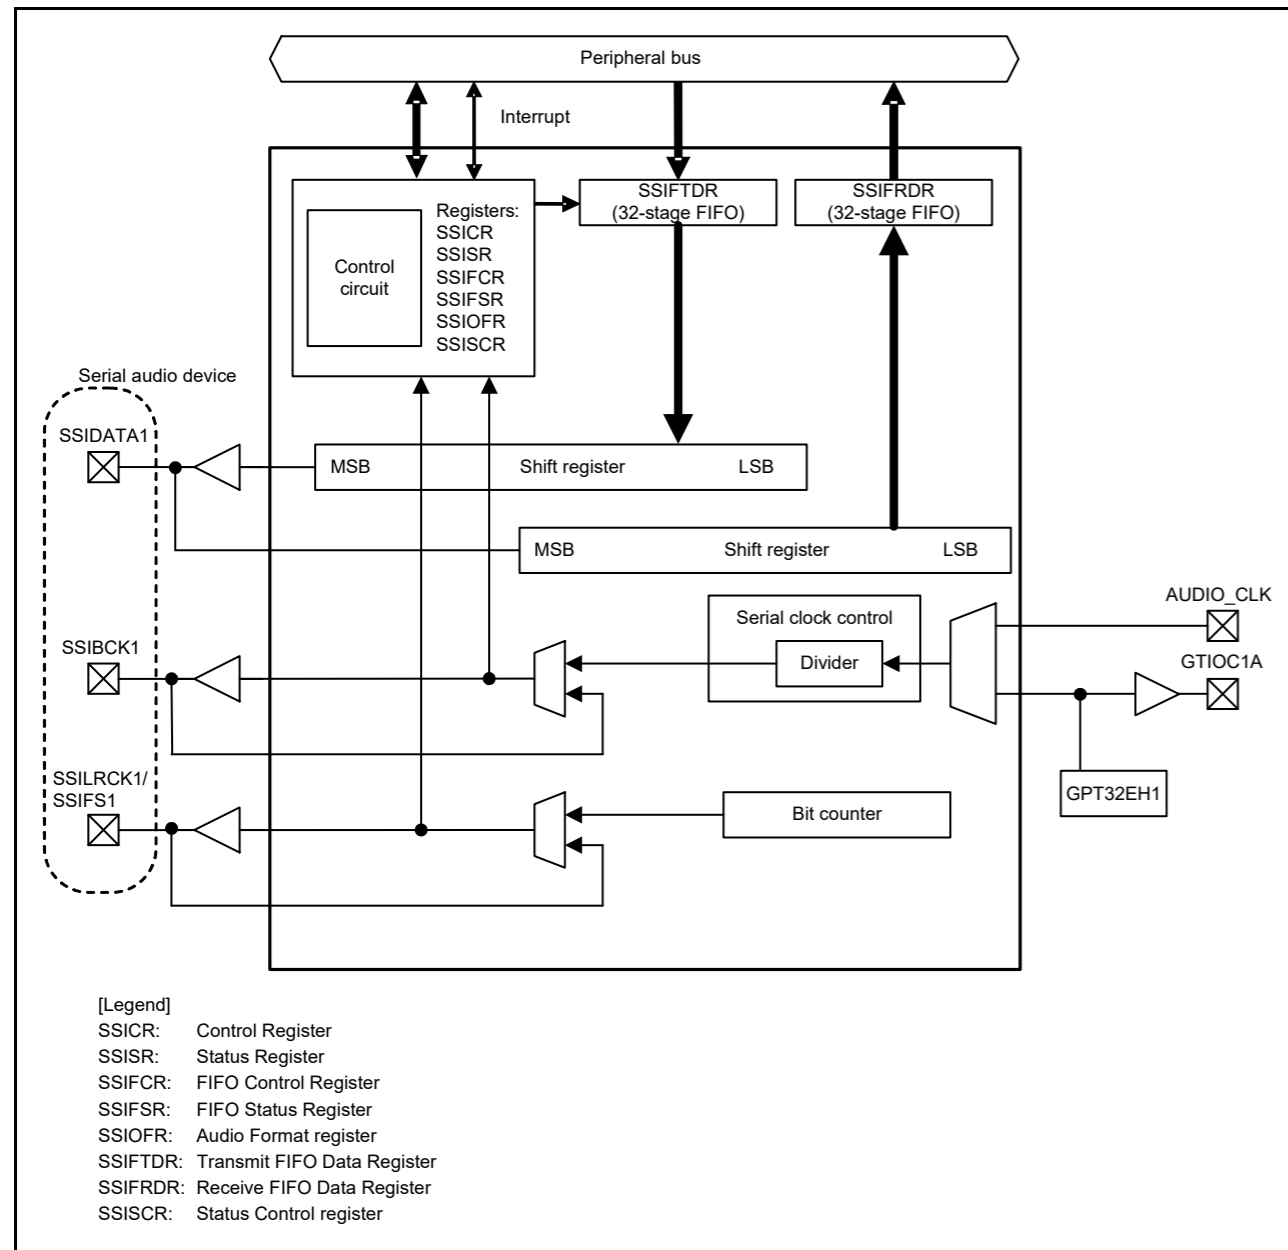 Peripheral bus
Interrupt
SSIFTDR
(32-stage FIFO)
SSIFRDR
(32-stage FIFO)
Registers:
SSICR
SSISR
SSIFCR
SSIFSR
SSIOFR
SSISCR
Control
circuit
Serial audio device
SSIDATA1
MSB Shift register LSB
MSB Shift register LSB
AUDIO_CLK
Serial clock control
SSIBCK1
Divider
GTIOC1A
SSILRCK1/
SSIFS1
GPT32EH1
Bit counter
[Legend]
SSICR: Control Register
SSISR: Status Register
SSIFCR: FIFO Control Register
SSIFSR: FIFO Status Register
SSIOFR: Audio Format register
SSIFTDR: Transmit FIFO Data Register
SSIFRDR: Receive FIFO Data Register
SSISCR: Status Control register